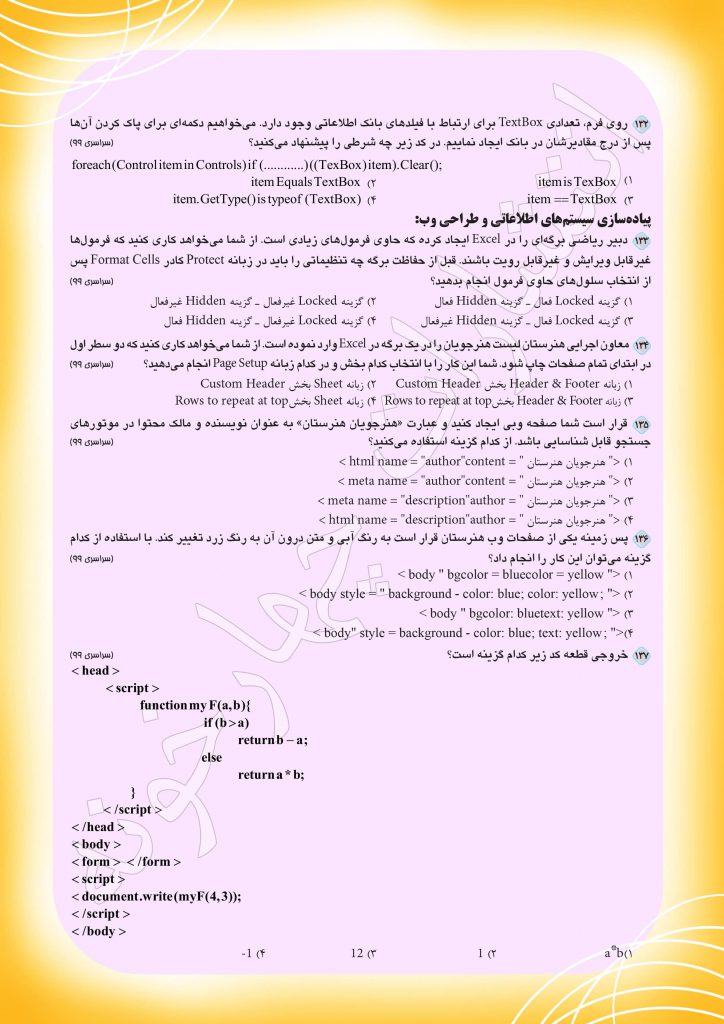 ۱۳۲ روی فرم، تعدادی TextBox برای ارتباط با فیلدهای بانک اطلاعاتی وجود دارد. می‌خواهیم دکمه‌ای برای پاک کردن آن‌ها
پس از درج مقادیرشان در بانک ایجاد نماییم. در کد زیر چه شرطی را پیشنهاد می‌کنید؟ (سراسری ۹۹)
foreach (Control item in Controls) if (............) ((TexBox) item).Clear();
۱) item is TexBox ۲) item Equals TextBox
۳) item == TextBox ۴) item.GetType() is typeof (TextBox)
پیاده‌سازی سیستم‌های اطلاعاتی و طراحی وب:
۱۳۳ دبیر ریاضی برگه‌ای را در Excel ایجاد کرده که حاوی فرمول‌های زیادی است. از شما می‌خواهد کاری کنید که فرمول‌ها
غیرقابل ویرایش و غیرقابل رویت باشند. قبل از حفاظت برگه چه تنظیماتی را باید در زبانه Protect کادر Format Cells پس
از انتخاب سلول‌های حاوی فرمول انجام بدهید؟ (سراسری ۹۹)
۱) گزینه Locked فعال ـ گزینه Hidden فعال ۲) گزینه Locked غیرفعال ـ گزینه Hidden غیرفعال
۳) گزینه Locked فعال ـ گزینه Hidden غیرفعال ۴) گزینه Locked غیرفعال ـ گزینه Hidden فعال
۱۳۴ معاون اجرایی هنرستان لیست هنرجویان را در یک برگه در Excel وارد نموده است. از شما می‌خواهد کاری کنید که دو سطر اول
در ابتدای تمام صفحات چاپ شود. شما این کار را با انتخاب کدام بخش و در کدام زبانه Page Setup انجام می‌دهید؟ (سراسری ۹۹)
۱) زبانه Header & Footer بخش Custom Header ۲) زبانه Sheet بخش Custom Header
۳) زبانه Header & Footer بخش Rows to repeat at top ۴) زبانه Sheet بخش Rows to repeat at top
۱۳۵ قرار است شما صفحه وبی ایجاد کنید و عبارت «هنرجویان هنرستان» به عنوان نویسنده و مالک محتوا در موتورهای
جستجو قابل شناسایی باشد. از کدام گزینه استفاده می‌کنید؟ (سراسری ۹۹)
۱) <" هنرجویان هنرستان " = html name = "author"content >
۲) <" هنرجویان هنرستان " = meta name = "author"content >
۳) <" هنرجویان هنرستان " = meta name = "description"author >
۴) <" هنرجویان هنرستان " = html name = "description"author >
۱۳۶ پس زمینه یکی از صفحات وب هنرستان قرار است به رنگ آبی و متن درون آن به رنگ زرد تغییر کند. با استفاده از کدام
گزینه می‌توان این کار را انجام داد؟ (سراسری ۹۹)
۱) < body " bgcolor = bluecolor = yellow ">
۲) < body style = " background - color: blue; color: yellow; ">
۳) < body " bgcolor: bluetext: yellow ">
۴) < body" style = background - color: blue; text: yellow; ">
۱۳۷ خروجی قطعه کد زیر کدام گزینه است؟ (سراسری ۹۹)
< head >
< script >
function my F(a,b){
if (b > a)
return b – a;
else
return a * b;
}
< /script >
< /head >
< body >
< form > < /form >
< script >
< document.write (myF(4,3));
< /script >
< /body >
۱) a*b ۲) 1 ۳) 12 ۴) -1
انتشارات چهارخونه